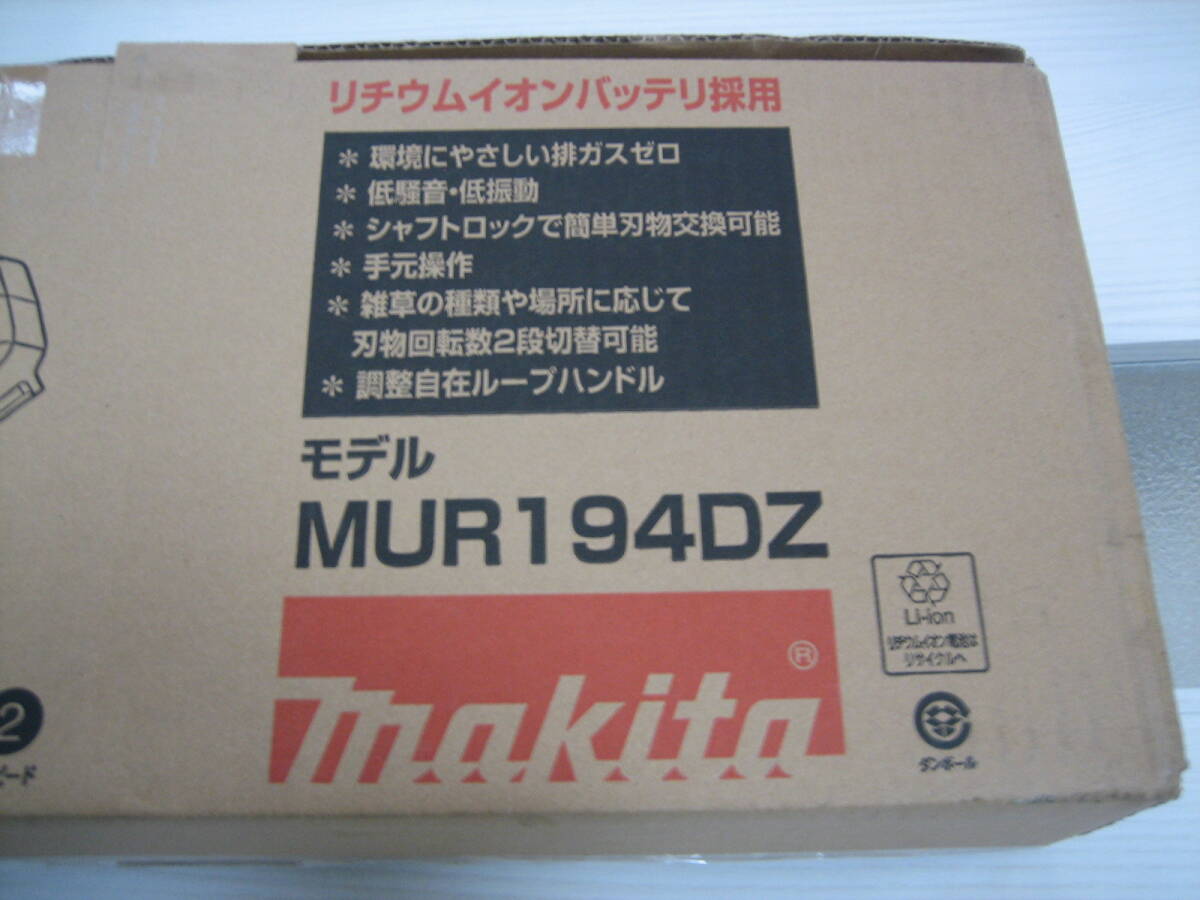 リチウムイオンバッテリ採用
* 環境にやさしい排ガスゼロ
* 低騒音・低振動
* シャフトロックで簡単刃物交換可能
* 手元操作
* 雑草の種類や場所に応じて
刃物回転数2段切替可能
* 調整自在ループハンドル
モデル
MUR194DZ
makita®
Li-ion
リチウムイオン電池は
リサイクルへ
ダンボール
2